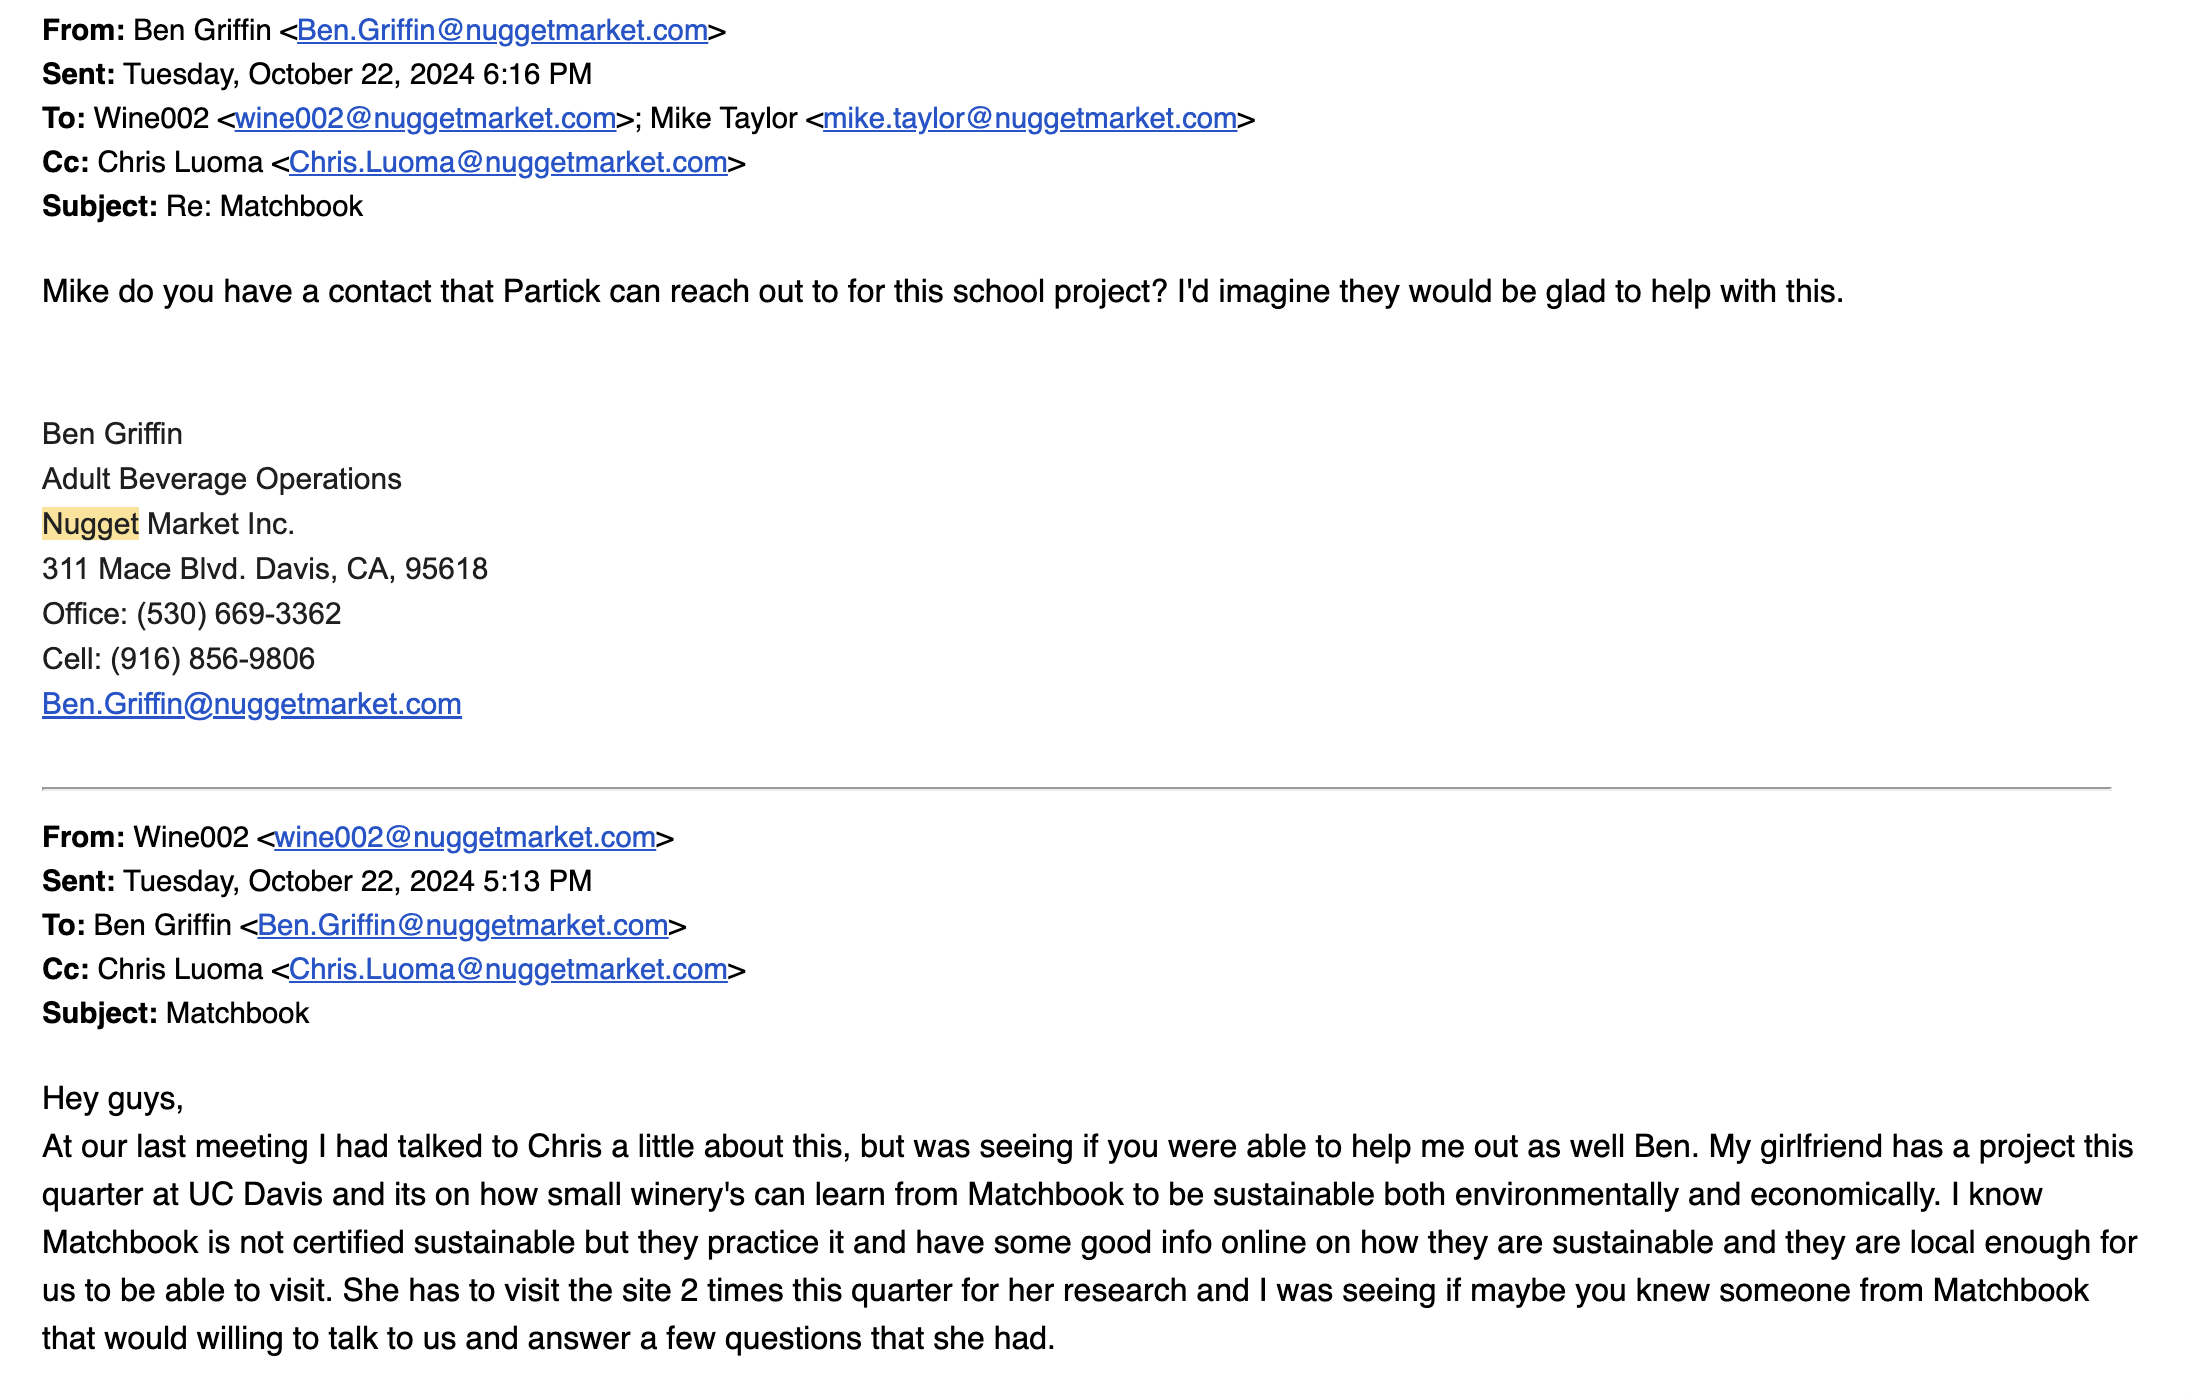 From: Ben Griffin <Ben.Griffin@nuggetmarket.com>
Sent: Tuesday, October 22, 2024 6:16 PM
To: Wine002 <wine002@nuggetmarket.com>; Mike Taylor <mike.taylor@nuggetmarket.com>
Cc: Chris Luoma <Chris.Luoma@nuggetmarket.com>
Subject: Re: Matchbook
Mike do you have a contact that Partick can reach out to for this school project? I'd imagine they would be glad to help with this.
Ben Griffin
Adult Beverage Operations
Nugget Market Inc.
311 Mace Blvd. Davis, CA, 95618
Office: (530) 669-3362
Cell: (916) 856-9806
Ben.Griffin@nuggetmarket.com
From: Wine002 <wine002@nuggetmarket.com>
Sent: Tuesday, October 22, 2024 5:13 PM
To: Ben Griffin <Ben.Griffin@nuggetmarket.com>
Cc: Chris Luoma <Chris.Luoma@nuggetmarket.com>
Subject: Matchbook
Hey guys,
At our last meeting I had talked to Chris a little about this, but was seeing if you were able to help me out as well Ben. My girlfriend has a project this
quarter at UC Davis and its on how small winery's can learn from Matchbook to be sustainable both environmentally and economically. I know
Matchbook is not certified sustainable but they practice it and have some good info online on how they are sustainable and they are local enough for
us to be able to visit. She has to visit the site 2 times this quarter for her research and I was seeing if maybe you knew someone from Matchbook
that would willing to talk to us and answer a few questions that she had.